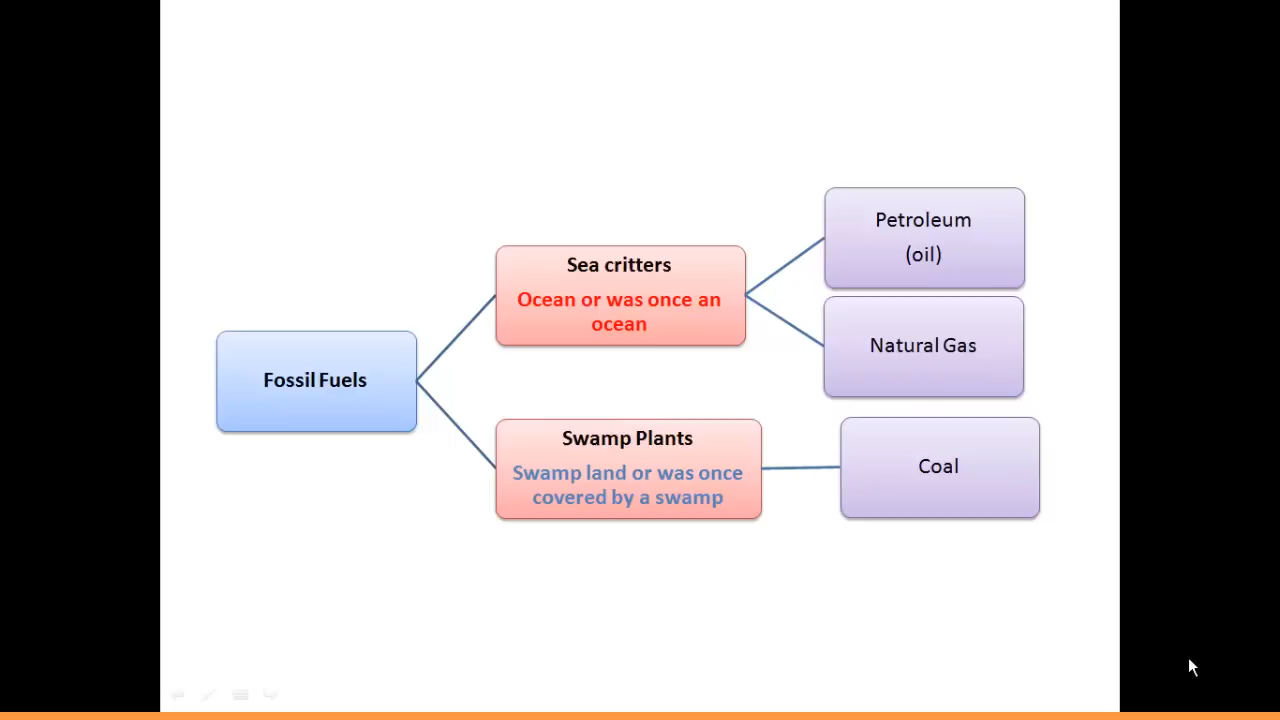 Fossil Fuels
Sea critters
Ocean or was once an
ocean
Swamp Plants
Swamp land or was once
covered by a swamp
Petroleum
(oil)
Natural Gas
Coal